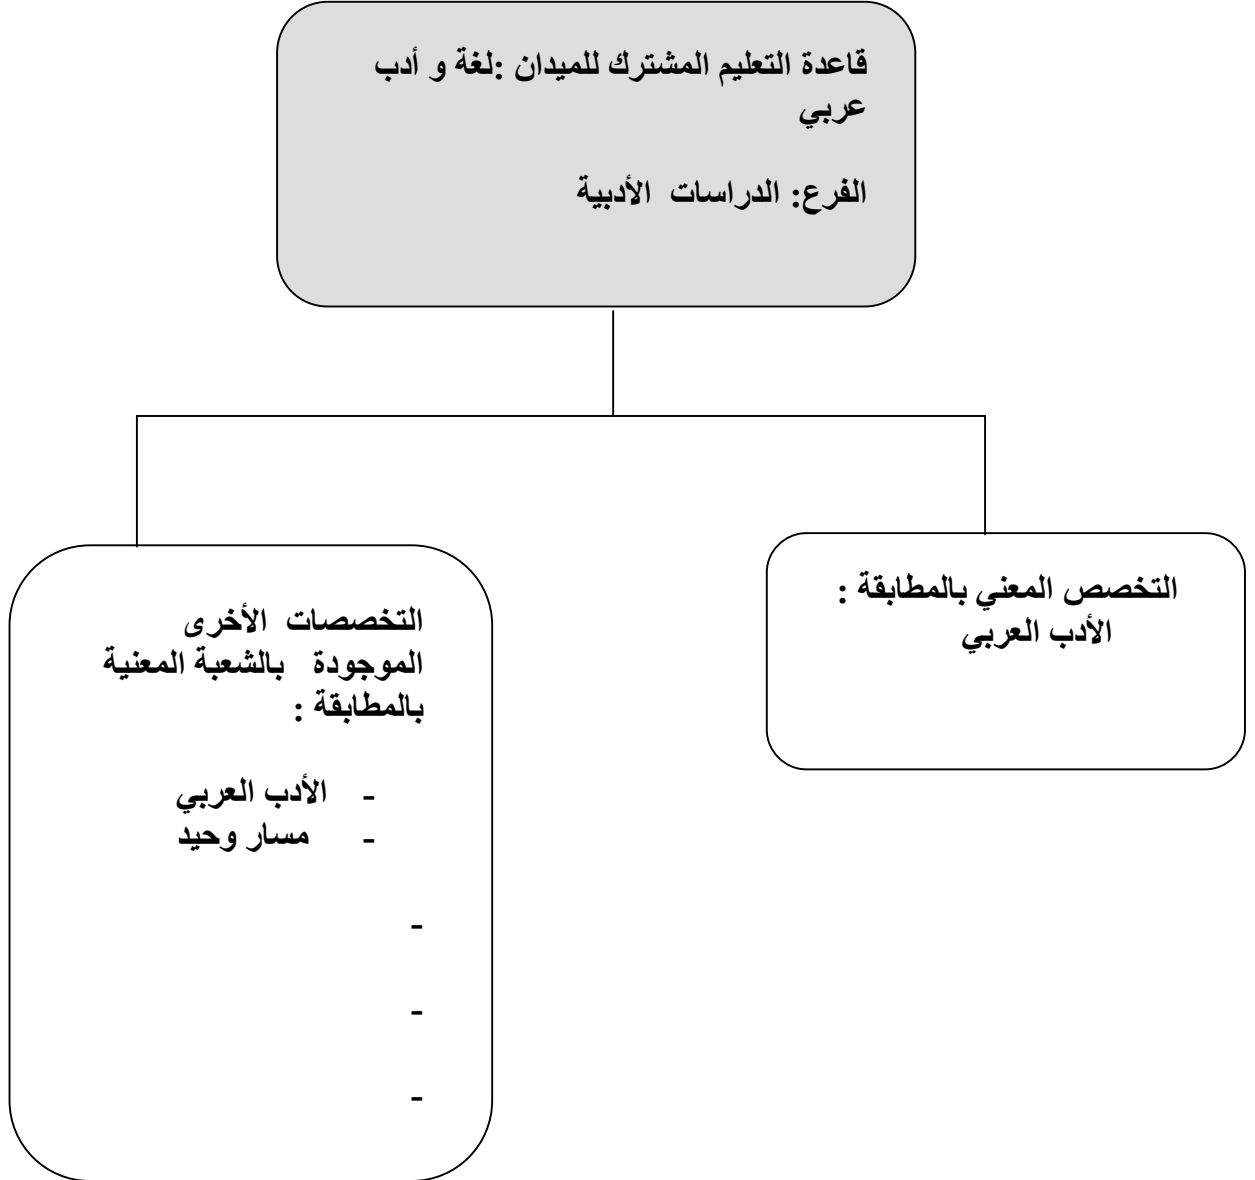 قاعدة التعليم المشترك للميدان :لغة و أدب
عربي
الفرع: الدراسات الأدبية
التخصص المعني بالمطابقة :
الأدب العربي
التخصصات الأخرى
الموجودة بالشعبة المعنية
بالمطابقة :
- الأدب العربي
- مسار وحيد
-
-
-